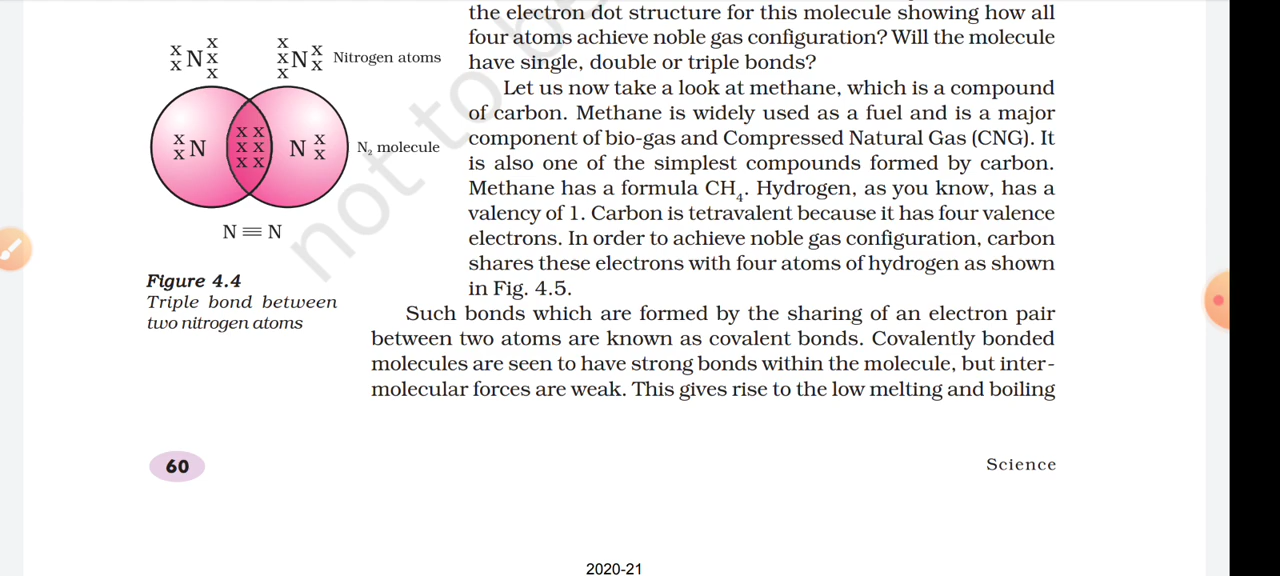 the electron dot structure for this molecule showing how all
four atoms achieve noble gas configuration? Will the molecule
have single, double or triple bonds?
Let us now take a look at methane, which is a compound
of carbon. Methane is widely used as a fuel and is a major
component of bio-gas and Compressed Natural Gas (CNG). It
is also one of the simplest compounds formed by carbon.
Methane has a formula CH₄. Hydrogen, as you know, has a
valency of 1. Carbon is tetravalent because it has four valence
electrons. In order to achieve noble gas configuration, carbon
shares these electrons with four atoms of hydrogen as shown
in Fig. 4.5.
x x x x
x N x x N x Nitrogen atoms
x x x x
x x x
x N x x N x N₂ molecule
x x x x
N ≡ N
Figure 4.4
Triple bond between
two nitrogen atoms
Such bonds which are formed by the sharing of an electron pair
between two atoms are known as covalent bonds. Covalently bonded
molecules are seen to have strong bonds within the molecule, but inter-
molecular forces are weak. This gives rise to the low melting and boiling
60
Science
2020-21
not to be